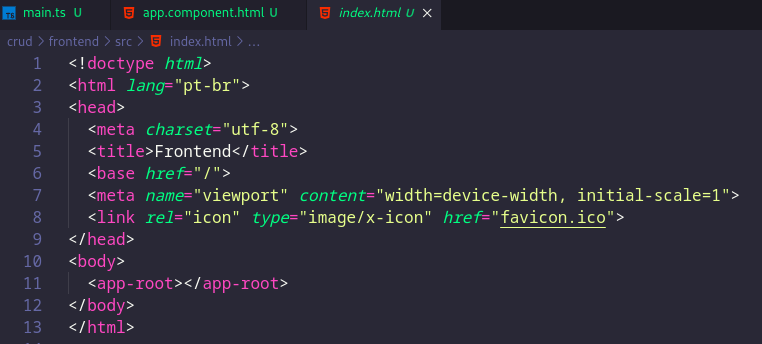 main.ts U app.component.html U index.html U
crud > frontend > src > index.html > ...
1 <!doctype html>
2 <html lang="pt-br">
3 <head>
4 <meta charset="utf-8">
5 <title>Frontend</title>
6 <base href="/">
7 <meta name="viewport" content="width=device-width, initial-scale=1">
8 <link rel="icon" type="image/x-icon" href="favicon.ico">
9 </head>
10 <body>
11 <app-root></app-root>
12 </body>
13 </html>